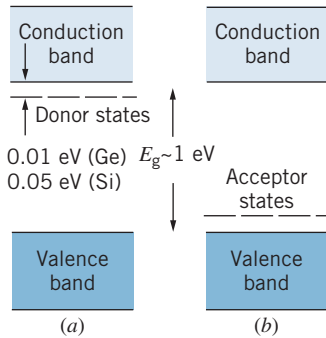 Conduction
band
Conduction
band
Donor states
0.01 eV (Ge)
0.05 eV (Si)
E_g~1 eV
Acceptor
states
Valence
band
Valence
band
(a)
(b)